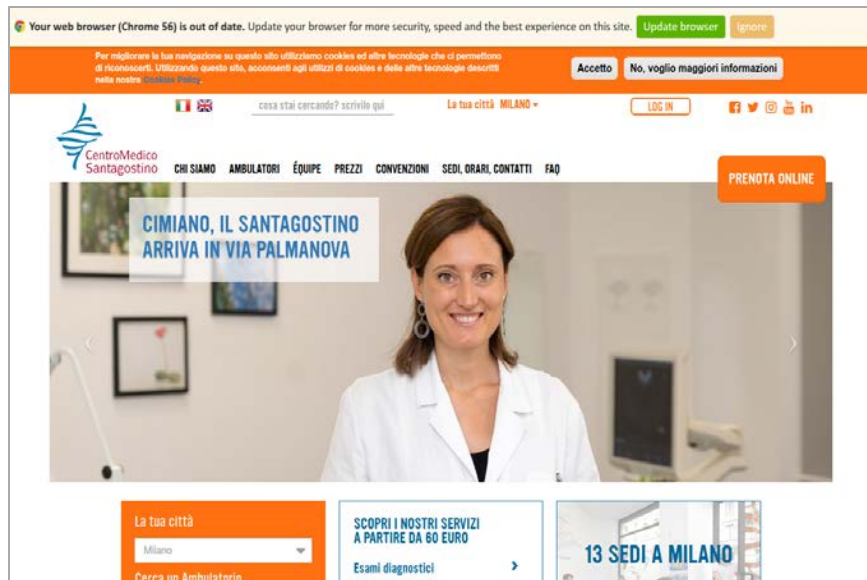 Your web browser (Chrome 56) is out of date. Update your browser for more security, speed and the best experience on this site. Update browser Ignore
Per migliorare la tua navigazione su questo sito utilizziamo cookies ed altre tecnologie che ci permettono
di riconoscerti. Utilizzando questo sito, acconsenti agli utilizzi di cookies e delle altre tecnologie descritti
nella nostra Cookies Policy.
Accetto No, voglio maggiori informazioni
cosa stai cercando? scrivilo qui La tua città MILANO LOG IN
CentroMedico
Santagostino
CHI SIAMO AMBULATORI ÉQUIPE PREZZI CONVENZIONI SEDI, ORARI, CONTATTI FAQ
PRENOTA ONLINE
CIMIANO, IL SANTAGOSTINO
ARRIVA IN VIA PALMANOVA
La tua città
Milano
Cerca un Ambulatorio
SCOPRI I NOSTRI SERVIZI
A PARTIRE DA 60 EURO
Esami diagnostici
13 SEDI A MILANO